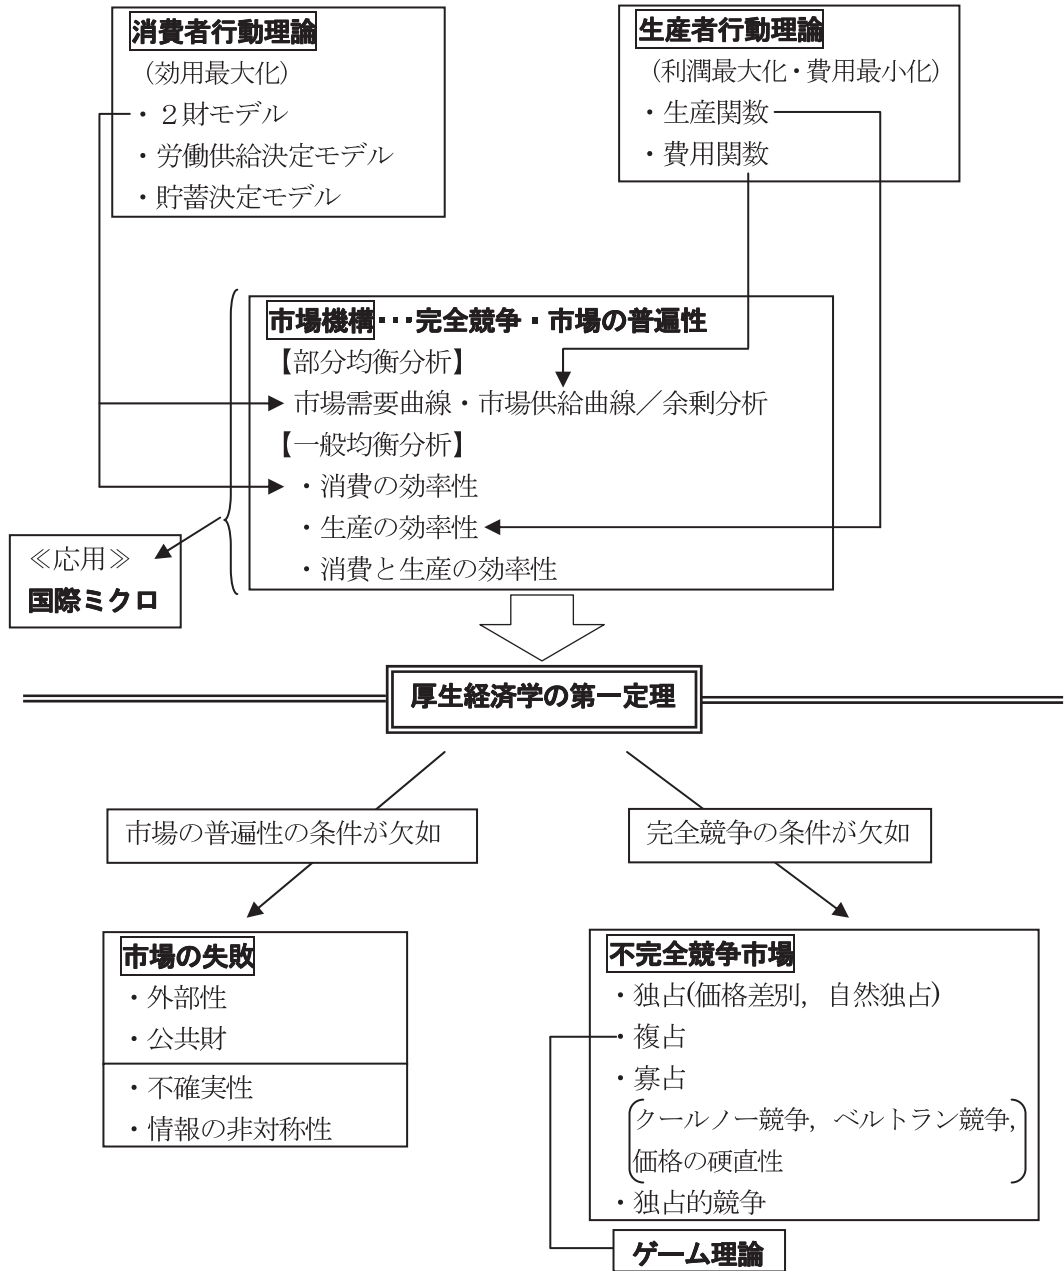 消費者行動理論
（効用最大化）
・２財モデル
・労働供給決定モデル
・貯蓄決定モデル
生産者行動理論
（利潤最大化・費用最小化）
・生産関数
・費用関数
市場機構･･･完全競争・市場の普遍性
【部分均衡分析】
市場需要曲線・市場供給曲線／余剰分析
【一般均衡分析】
・消費の効率性
・生産の効率性
・消費と生産の効率性
≪応用≫
国際ミクロ
厚生経済学の第一定理
市場の普遍性の条件が欠如
完全競争の条件が欠如
市場の失敗
・外部性
・公共財
・不確実性
・情報の非対称性
不完全競争市場
・独占(価格差別，自然独占)
・複占
・寡占
クールノー競争，ベルトラン競争，
価格の硬直性
・独占的競争
ゲーム理論